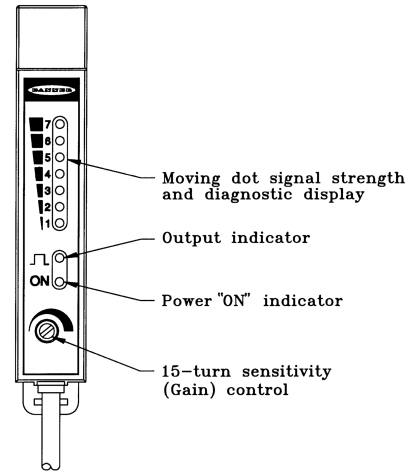 BANNER
7
6
5
4
3
2
1
ON
Moving dot signal strength
and diagnostic display
Output indicator
Power "ON" indicator
15-turn sensitivity
(Gain) control